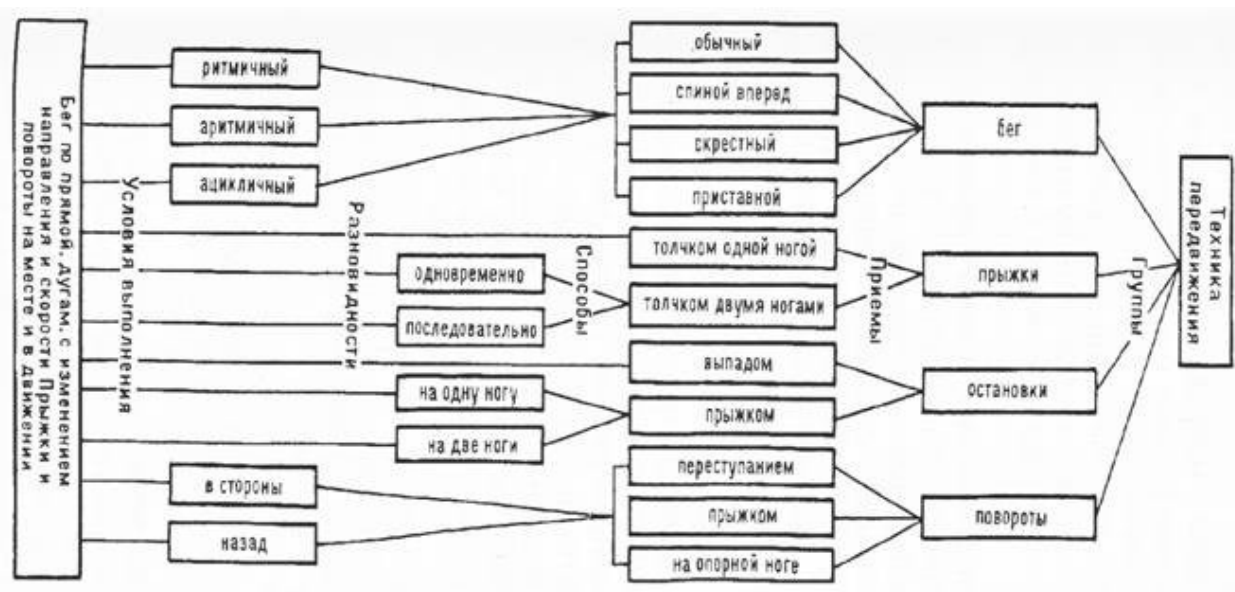 Техника
передвижения
Группы
бег
прыжки
остановки
повороты
Приемы
обычный
спиной вперед
скрестный
приставной
толчком одной ногой
толчком двумя ногами
выпадом
прыжком
переступанием
прыжком
на опорной ноге
Способы
одновременно
последовательно
на одну ногу
на две ноги
Разновидности
ритмичный
аритмичный
ацикличный
в стороны
назад
Условия выполнения
Бег по прямой, дугам, с изменением
направления и скорости Прыжки и
повороты на месте и в движении